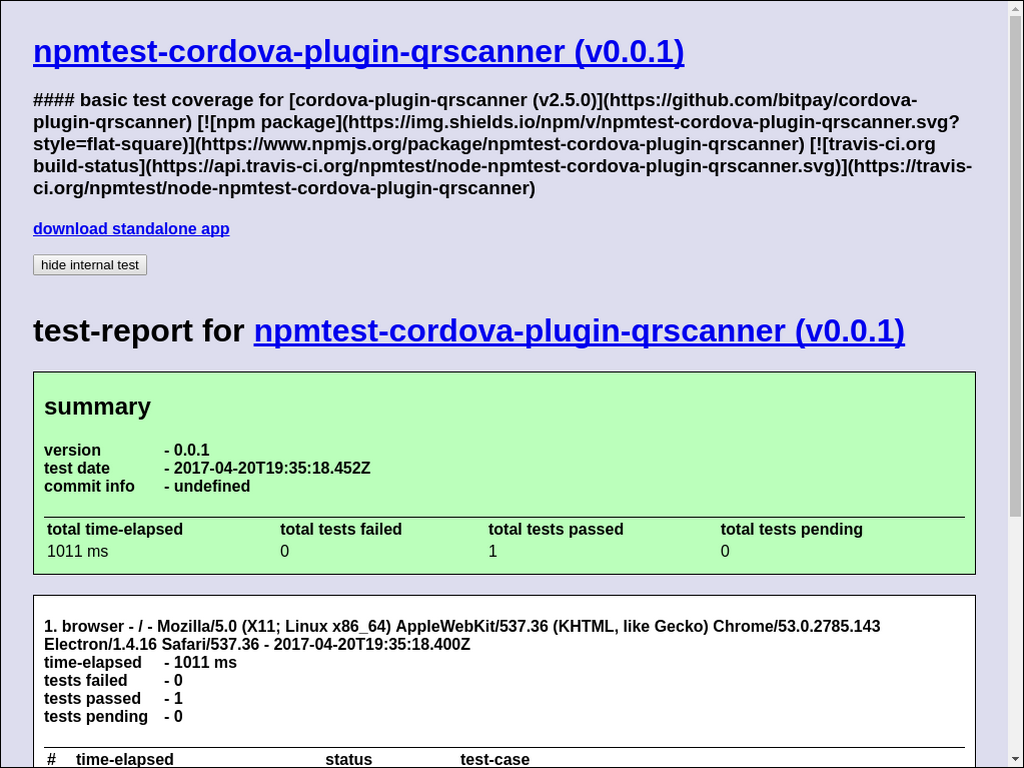 npmtest-cordova-plugin-qrscanner (v0.0.1)
#### basic test coverage for [cordova-plugin-qrscanner (v2.5.0)](https://github.com/bitpay/cordova-
plugin-qrscanner) [![npm package](https://img.shields.io/npm/v/npmtest-cordova-plugin-qrscanner.svg?
style=flat-square)](https://www.npmjs.org/package/npmtest-cordova-plugin-qrscanner) [![travis-ci.org
build-status](https://api.travis-ci.org/npmtest/node-npmtest-cordova-plugin-qrscanner.svg)](https://travis-
ci.org/npmtest/node-npmtest-cordova-plugin-qrscanner)
download standalone app
hide internal test
test-report for npmtest-cordova-plugin-qrscanner (v0.0.1)
summary
version - 0.0.1
test date - 2017-04-20T19:35:18.452Z
commit info - undefined
total time-elapsed total tests failed total tests passed total tests pending
1011 ms 0 1 0
1. browser - / - Mozilla/5.0 (X11; Linux x86_64) AppleWebKit/537.36 (KHTML, like Gecko) Chrome/53.0.2785.143
Electron/1.4.16 Safari/537.36 - 2017-04-20T19:35:18.400Z
time-elapsed - 1011 ms
tests failed - 0
tests passed - 1
tests pending - 0
# time-elapsed status test-case